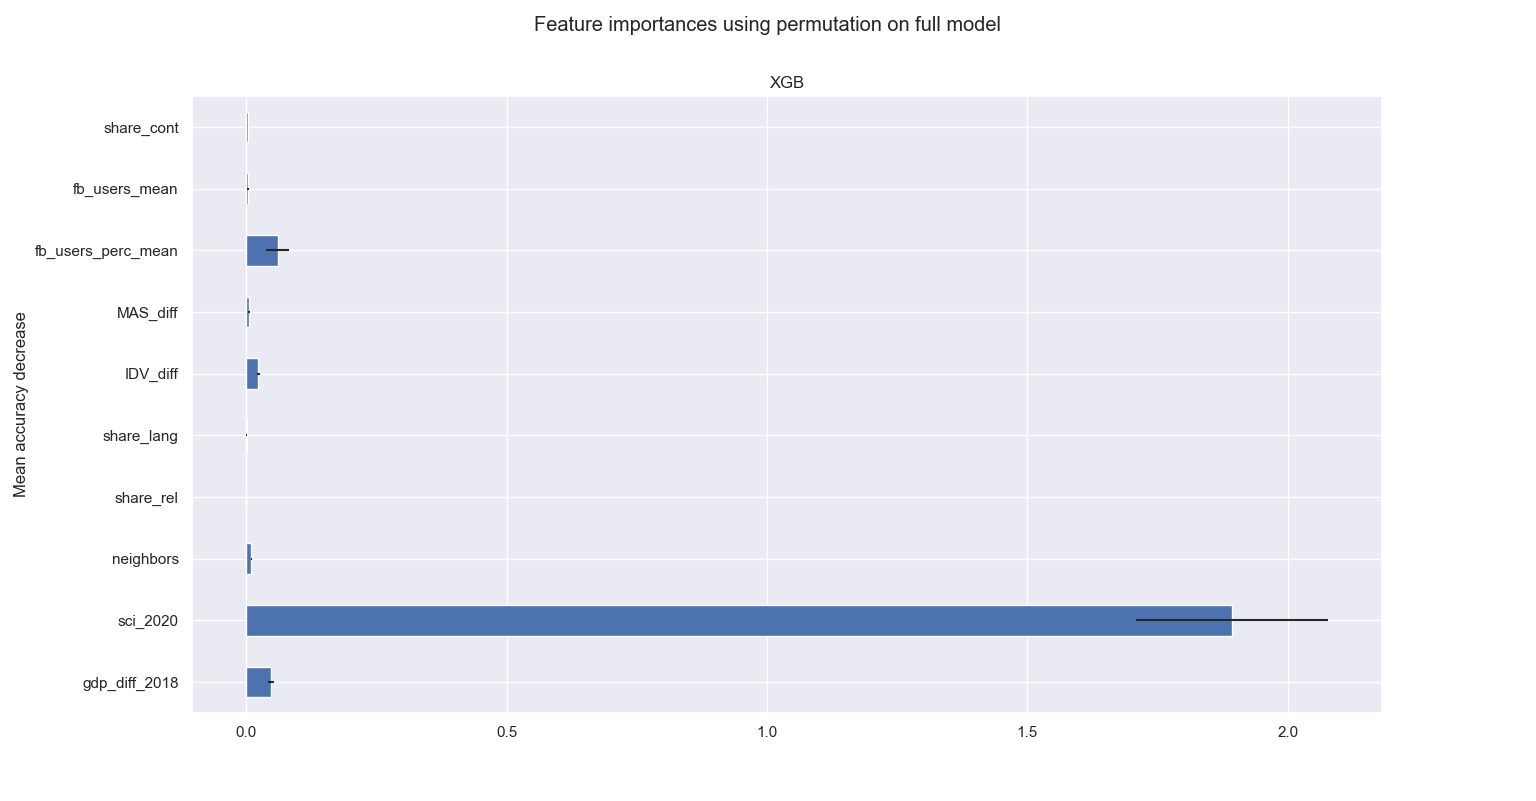 Feature importances using permutation on full model
XGB
Mean accuracy decrease
share_cont
fb_users_mean
fb_users_perc_mean
MAS_diff
IDV_diff
share_lang
share_rel
neighbors
sci_2020
gdp_diff_2018
0.0
0.5
1.0
1.5
2.0